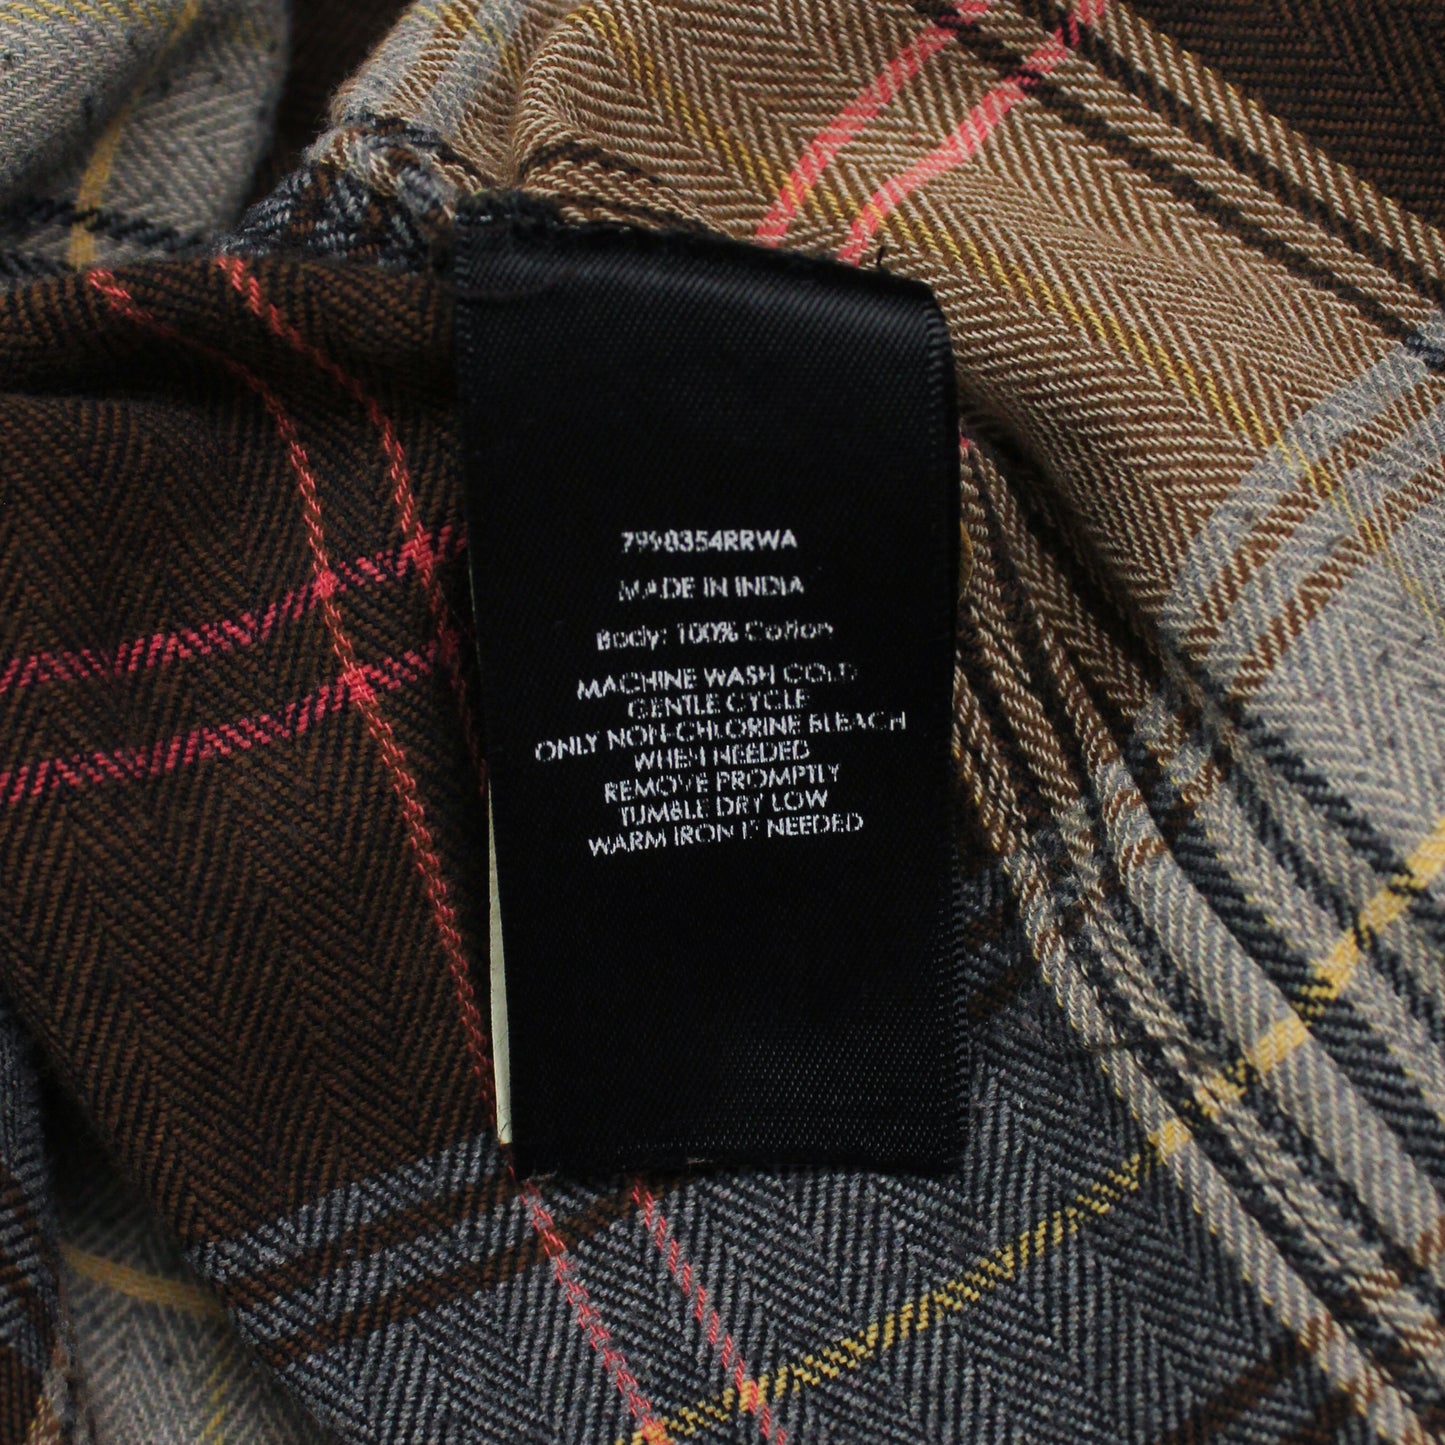 7998354RRWA
MADE IN INDIA
Body: 100% Cotton
MACHINE WASH COLD
GENTLE CYCLE
ONLY NON-CHLORINE BLEACH
WHEN NEEDED
REMOVE PROMPTLY
TUMBLE DRY LOW
WARM IRON IF NEEDED